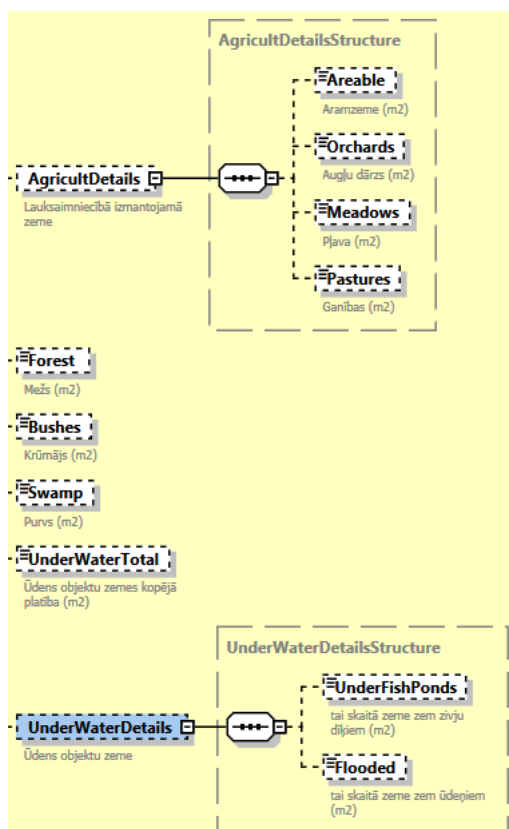 AgricultDetailsStructure
Areable
Aramzeme (m2)
Orchards
Augļu dārzs (m2)
AgricultDetails
Lauksaimniecībā izmantojamā
zeme
Meadows
Pļava (m2)
Pastures
Ganības (m2)
Forest
Mežs (m2)
Bushes
Krūmājs (m2)
Swamp
Purvs (m2)
UnderWaterTotal
Ūdens objektu zemes kopējā
platība (m2)
UnderWaterDetailsStructure
UnderFishPonds
tai skaitā zeme zem zivju
dīķiem (m2)
UnderWaterDetails
Ūdens objektu zeme
Flooded
tai skaitā zeme zem ūdeņiem
(m2)